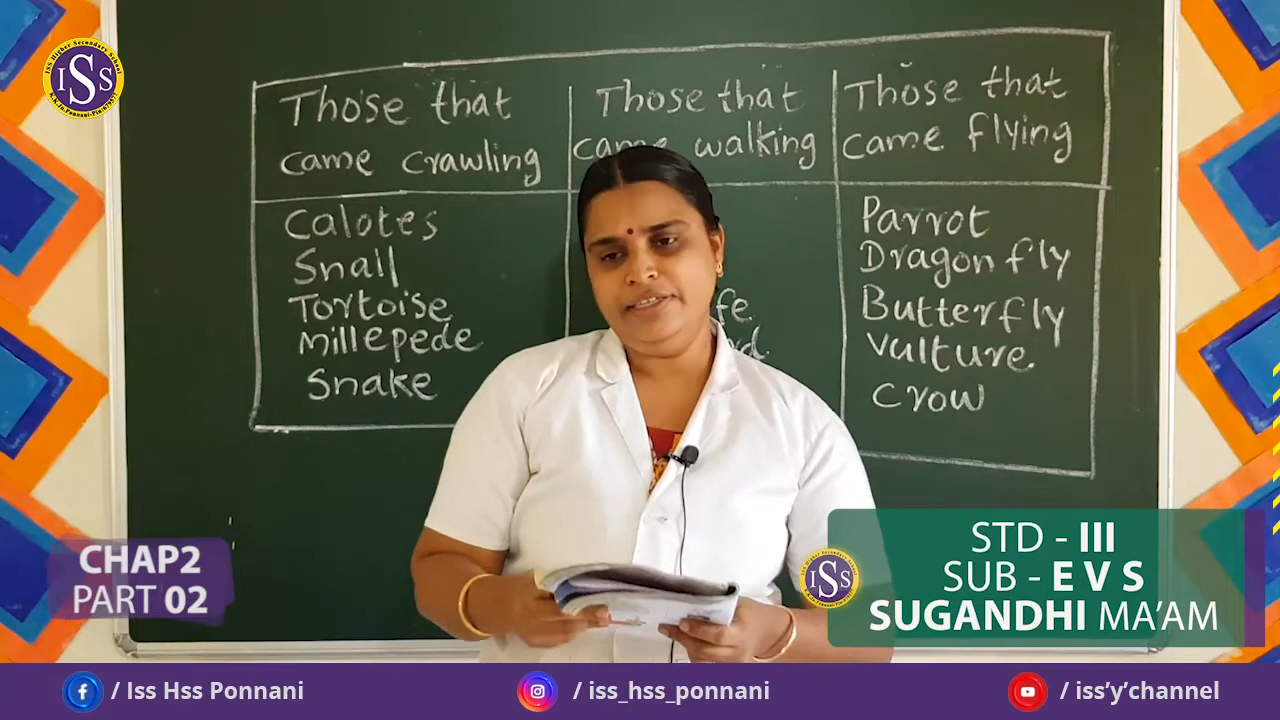 ISS
Those that
came crawling
Those that
came walking
Those that
came flying
Calotes
Snail
Tortoise
Millepede
Snake
Parrot
Dragon fly
Butterfly
Vulture
Crow
CHAP2
PART 02
ISS
STD - III
SUB - E V S
SUGANDHI MA'AM
/ Iss Hss Ponnani
/ iss_hss_ponnani
/ iss'y'channel